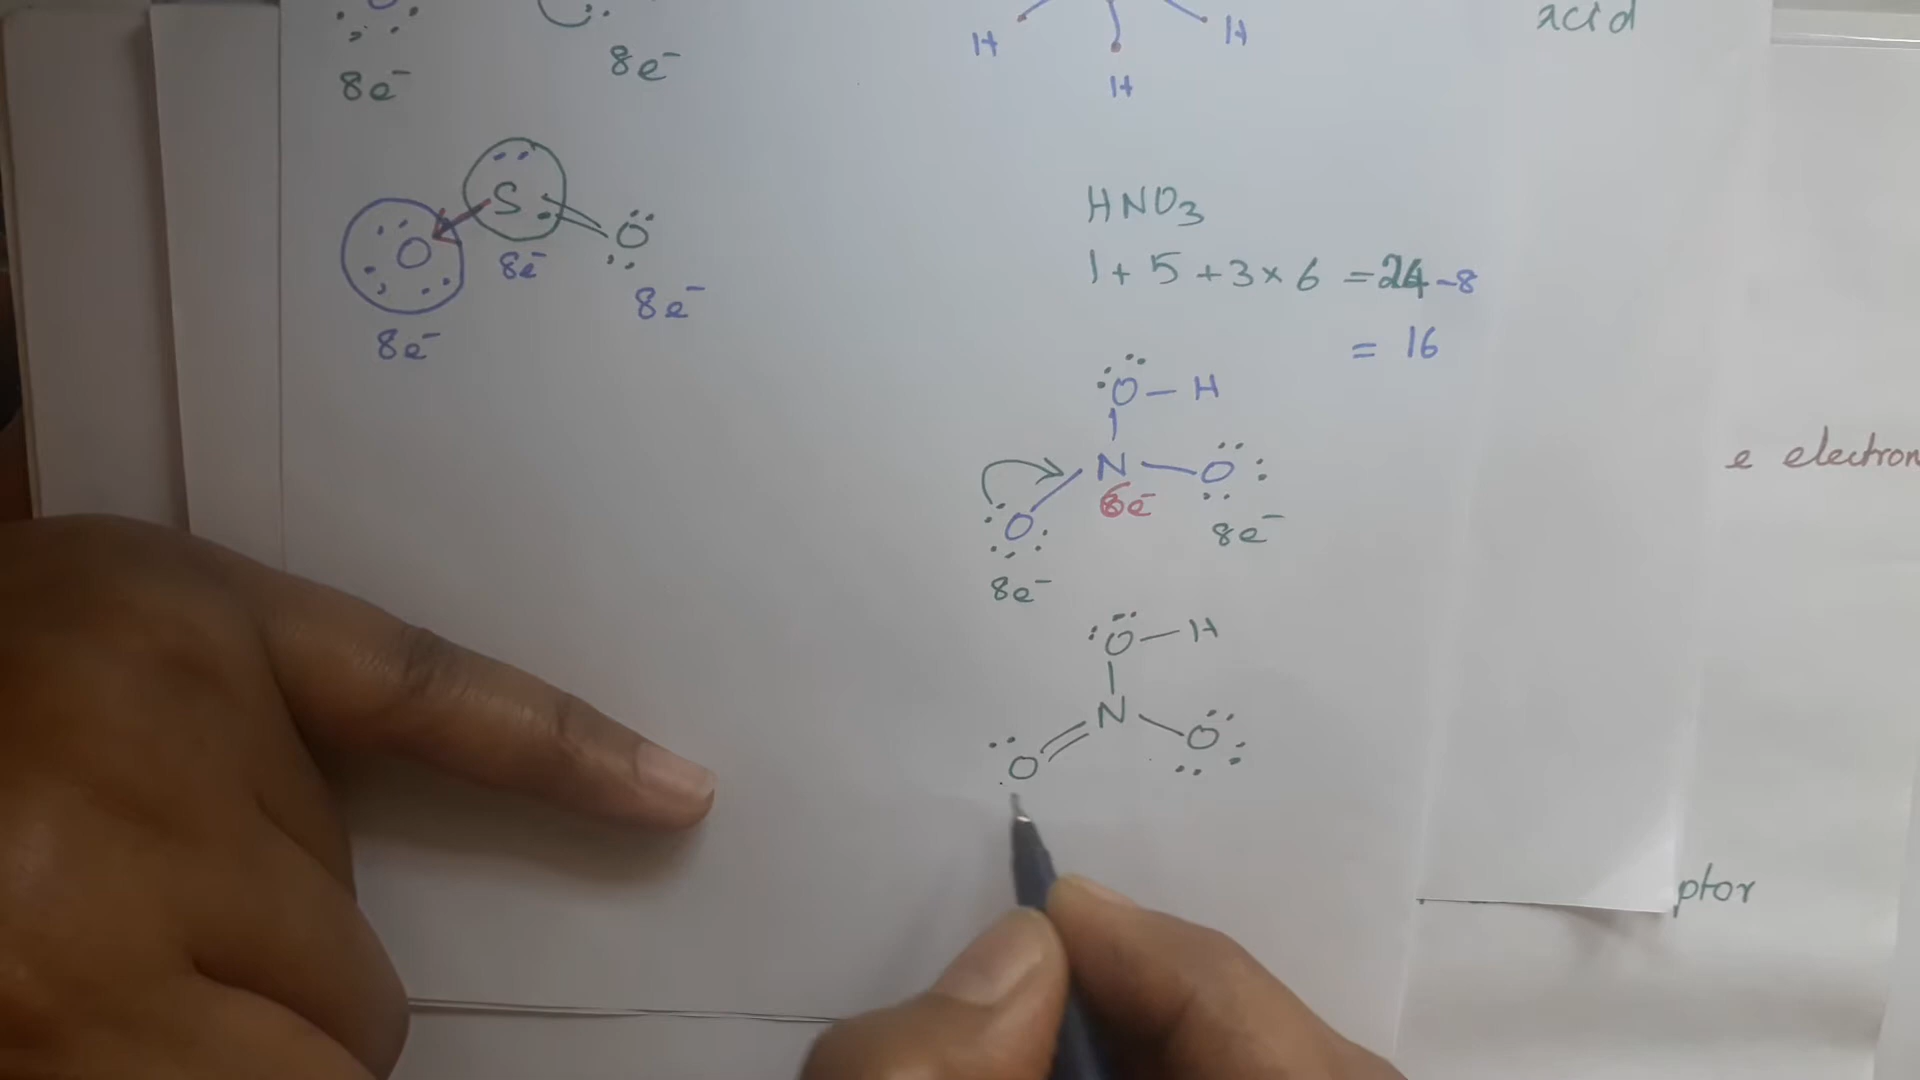 acid
H H
8e⁻ 8e⁻
H
S
O O
8e⁻
8e⁻
8e⁻
HNO3
1 + 5 + 3 × 6 = 24 - 8
= 16
O - H
N - O
8e⁻
O 8e⁻
8e⁻
O - H
N
O O
e electron
ptor